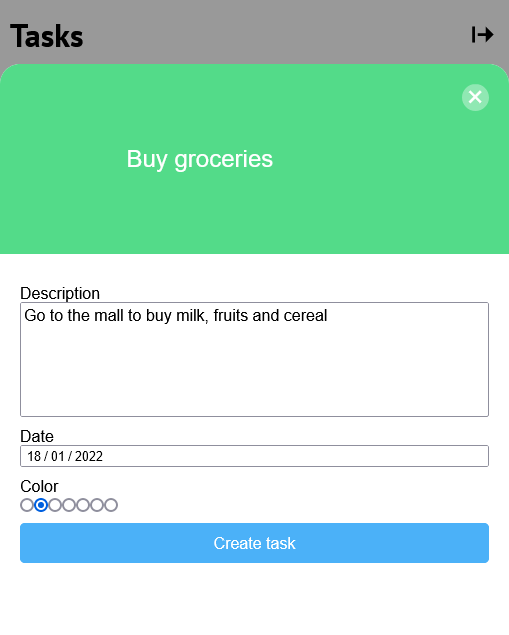 Tasks
Buy groceries
Description
Go to the mall to buy milk, fruits and cereal
Date
18 / 01 / 2022
Color
Create task